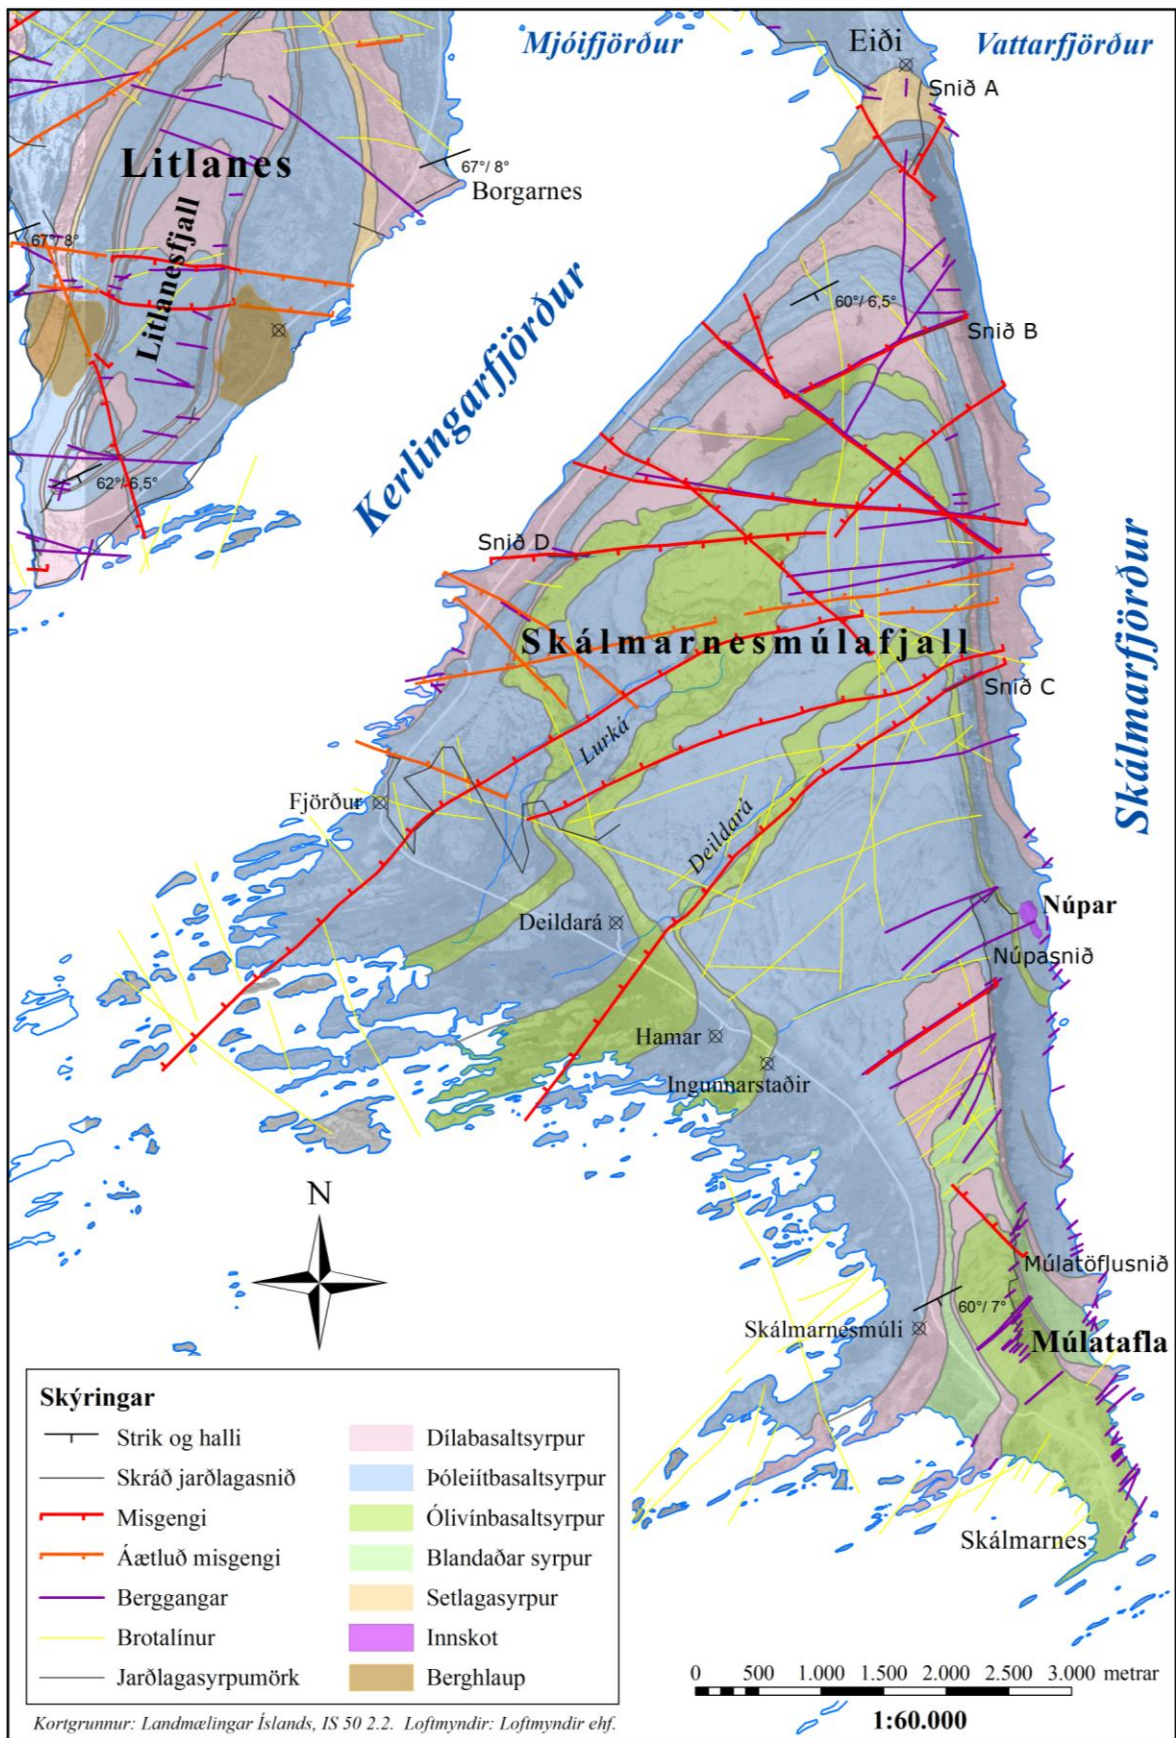 Mjóifjörður
Eiði
Vattarfjörður
Snið A
Litlanes
67°/ 8°
Borgarnes
67°/ 8°
Litlanesfjall
60°/ 6,5°
Snið B
Kerlingarfjörður
62°/ 6,5°
Snið D
Skálmarfjörður
Skálmarnesmúlafjall
Snið C
Lurká
Fjörður
Deildará
Deildará
Núpar
Núpasnið
Hamar
Ingunnarstaðir
N
Múlatöflusnið
60°/ 7°
Skálmarnesmúli
Múlatafla
Skálmarnes
Skýringar
Strik og halli
Skráð jarðlagasnið
Misgengi
Áætluð misgengi
Berggangar
Brotalínur
Jarðlagasyrpumörk
Dílabasaltsyrpur
Þóleiítbasaltsyrpur
Ólivínbasaltsyrpur
Blandaðar syrpur
Setlagasyrpur
Innskot
Berghlaup
0 500 1.000 1.500 2.000 2.500 3.000 metrar
1:60.000
Kortgrunnur: Landmælingar Íslands, IS 50 2.2. Loftmyndir: Loftmyndir ehf.